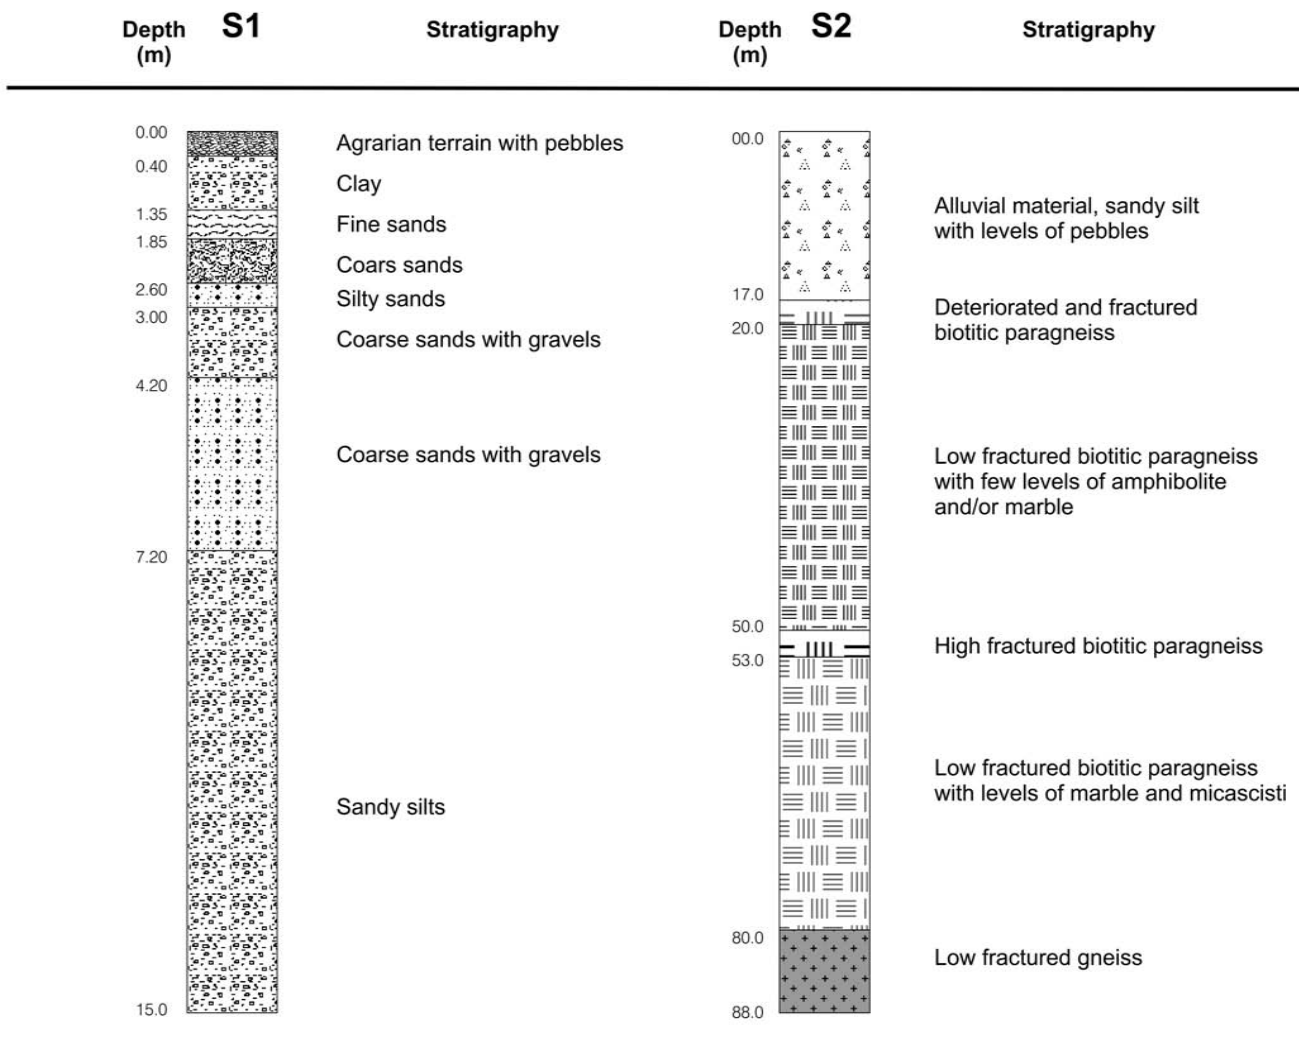 Depth
(m)
S1
Stratigraphy
Depth
(m)
S2
Stratigraphy
0.00
Agrarian terrain with pebbles
0.40
Clay
1.35
Fine sands
1.85
Coars sands
2.60
Silty sands
3.00
Coarse sands with gravels
4.20
Coarse sands with gravels
7.20
Sandy silts
15.0
00.0
Alluvial material, sandy silt
with levels of pebbles
17.0
Deteriorated and fractured
biotitic paragneiss
20.0
Low fractured biotitic paragneiss
with few levels of amphibolite
and/or marble
50.0
High fractured biotitic paragneiss
53.0
Low fractured biotitic paragneiss
with levels of marble and micascisti
80.0
Low fractured gneiss
88.0